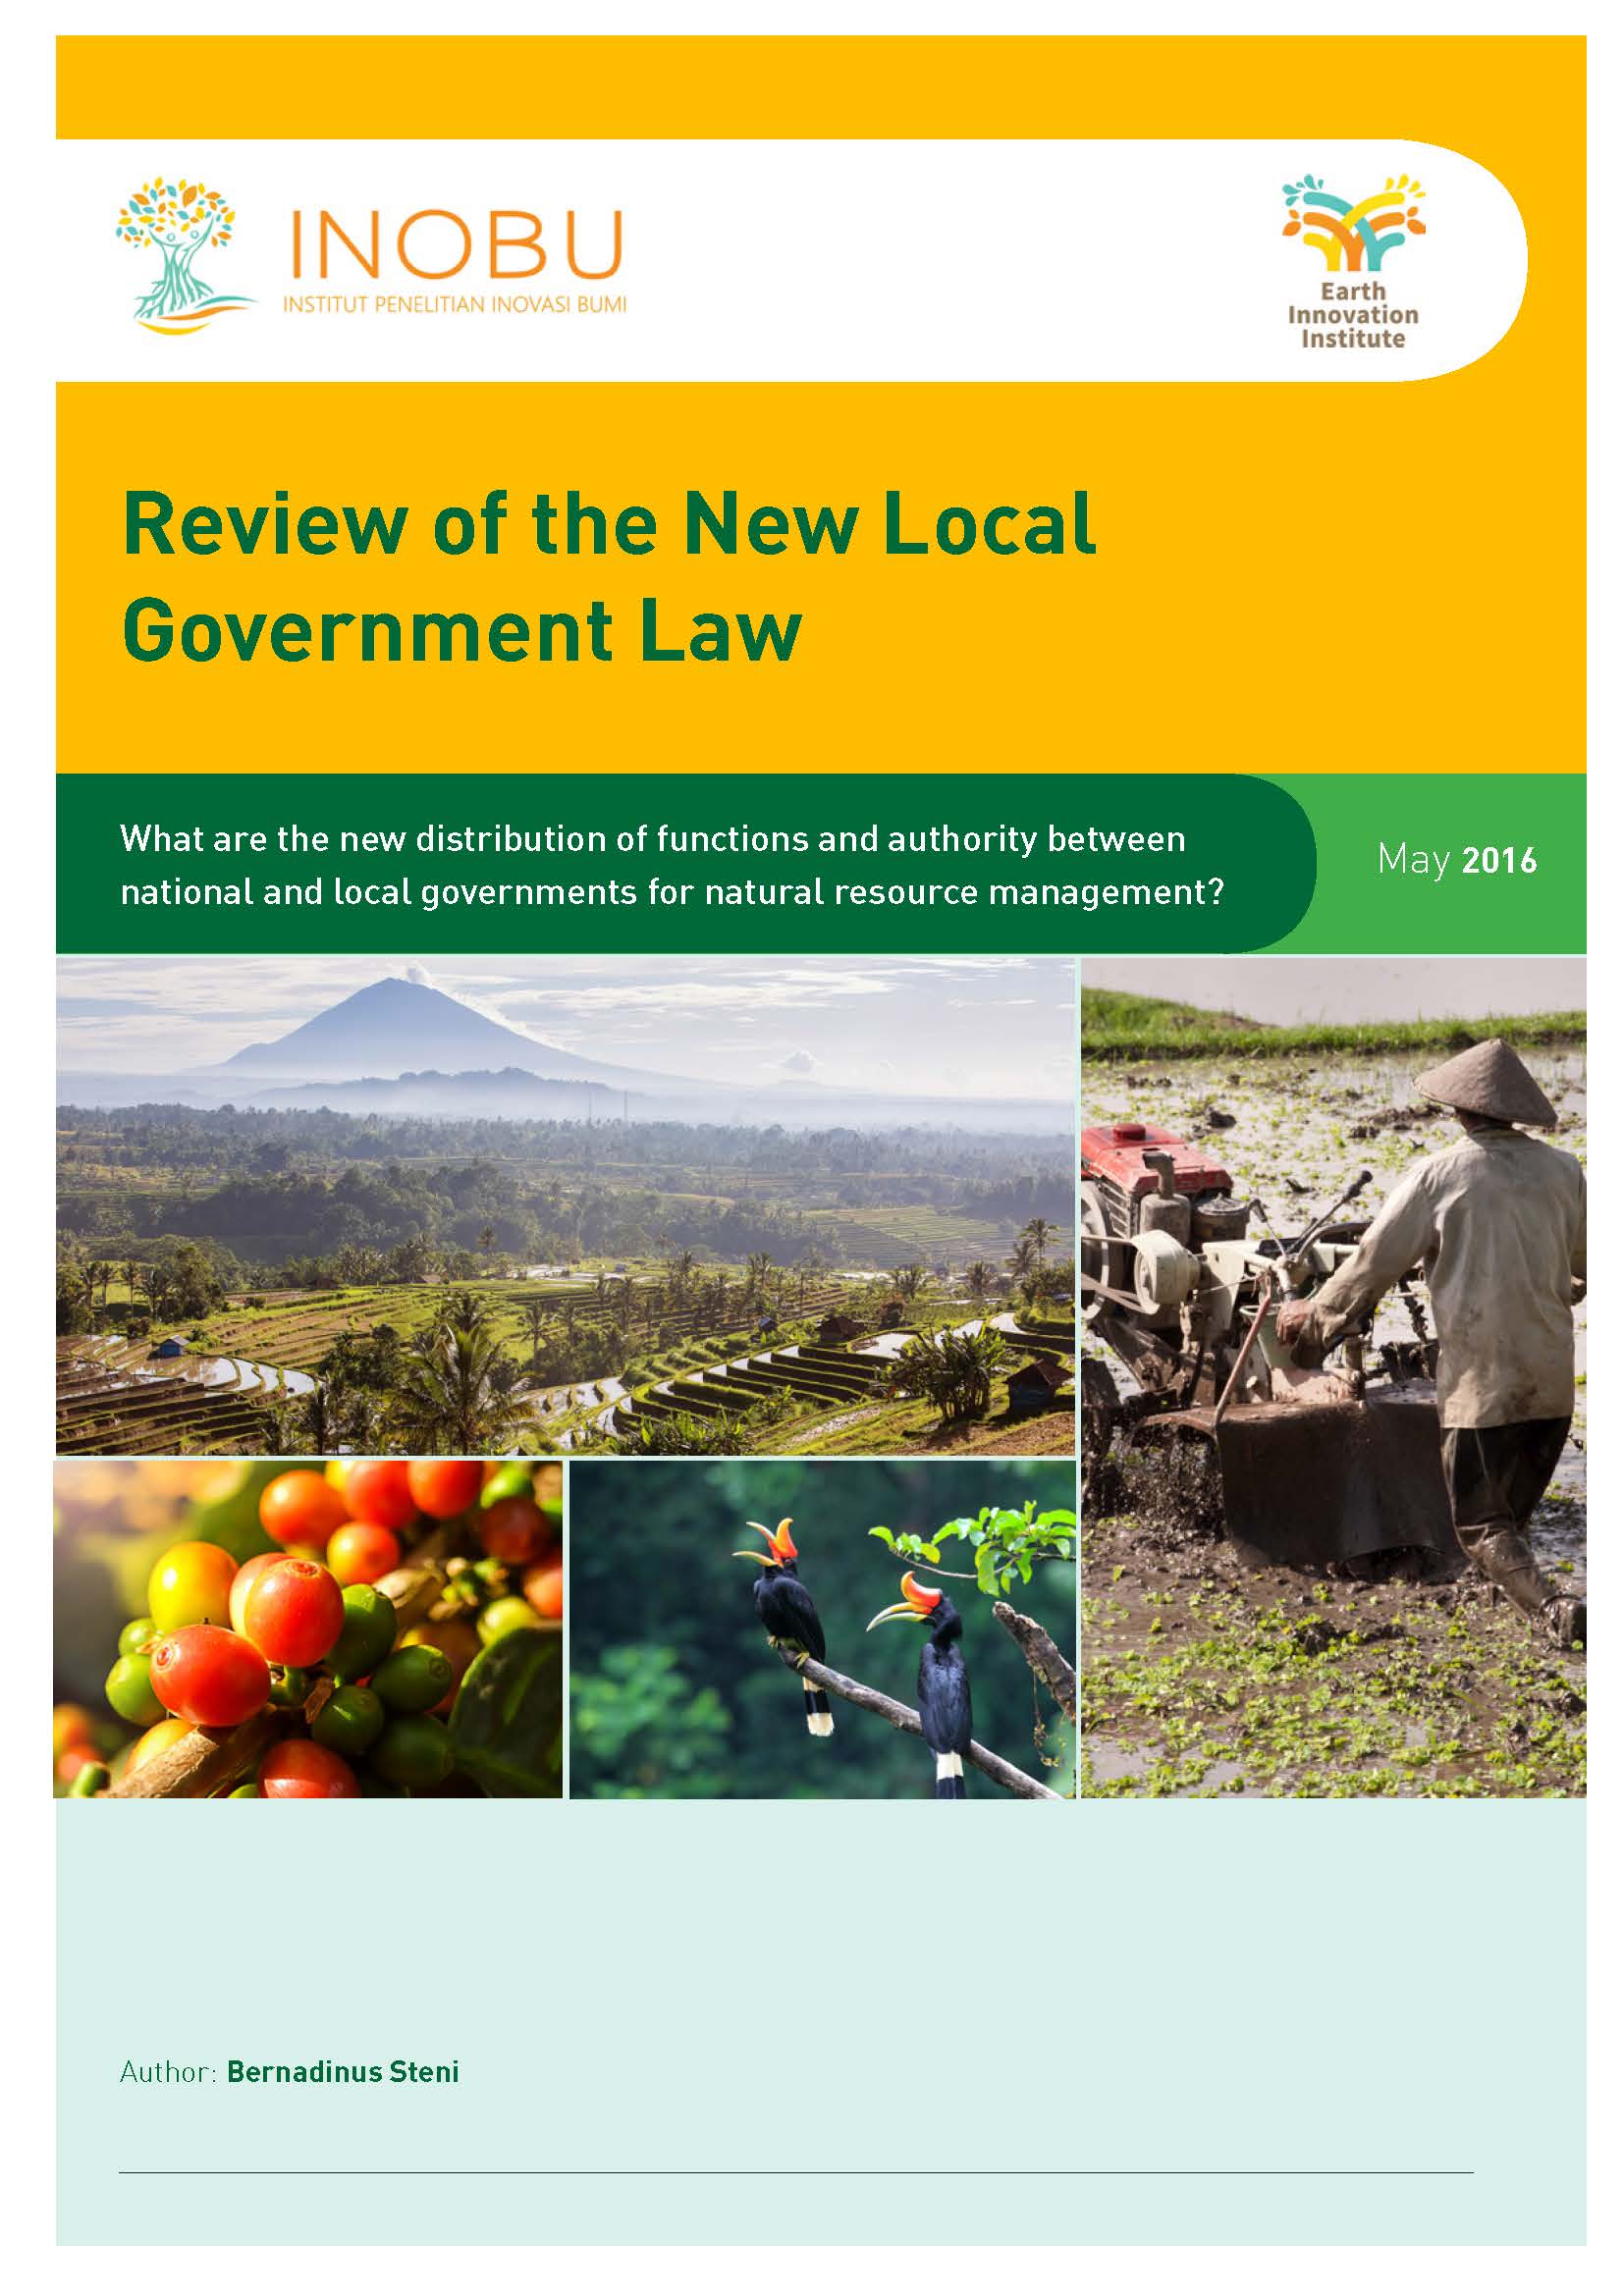 INOBU
INSTITUT PENELITIAN INOVASI BUMI
Earth
Innovation
Institute
Review of the New Local
Government Law
What are the new distribution of functions and authority between
national and local governments for natural resource management?
May 2016
Author: Bernadinus Steni